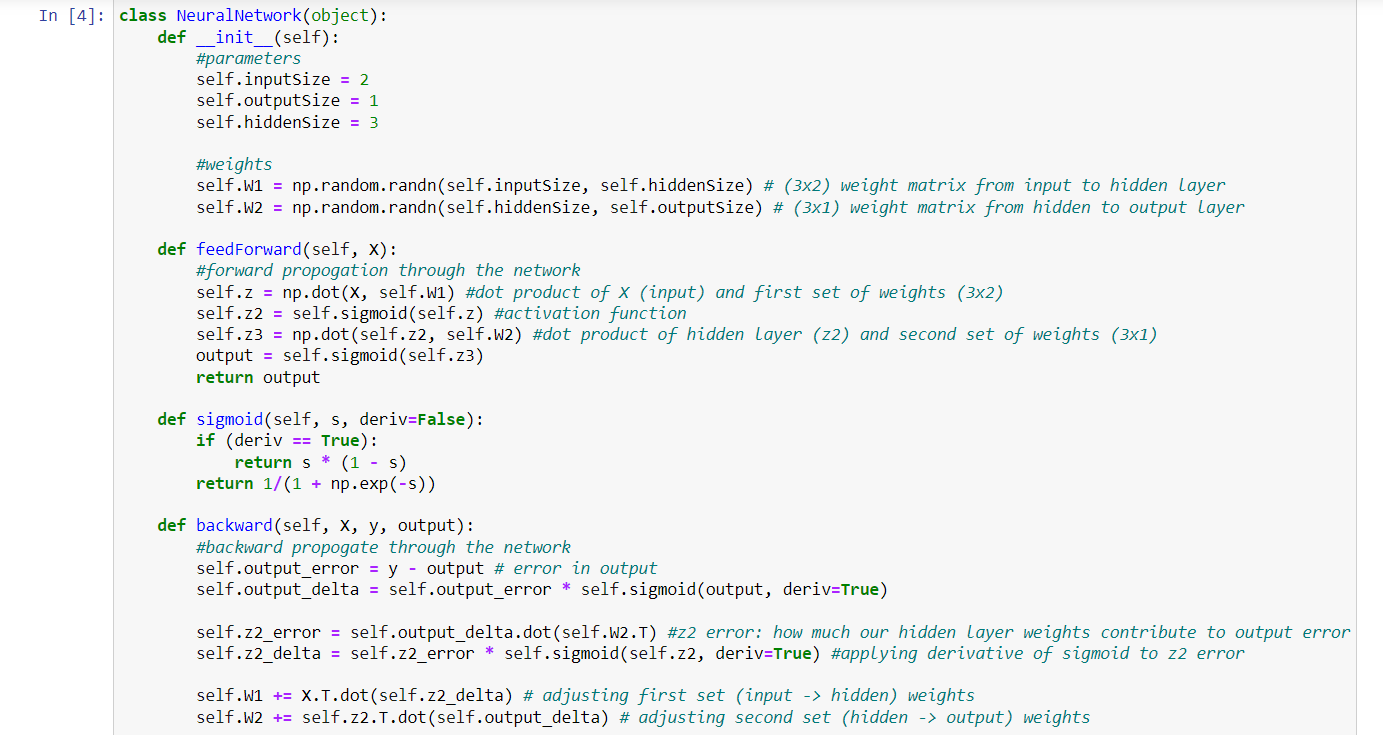 In [4]: class NeuralNetwork(object):
    def __init__(self):
        #parameters
        self.inputSize = 2
        self.outputSize = 1
        self.hiddenSize = 3

        #weights
        self.W1 = np.random.randn(self.inputSize, self.hiddenSize) # (3x2) weight matrix from input to hidden layer
        self.W2 = np.random.randn(self.hiddenSize, self.outputSize) # (3x1) weight matrix from hidden to output layer

    def feedForward(self, X):
        #forward propogation through the network
        self.z = np.dot(X, self.W1) #dot product of X (input) and first set of weights (3x2)
        self.z2 = self.sigmoid(self.z) #activation function
        self.z3 = np.dot(self.z2, self.W2) #dot product of hidden layer (z2) and second set of weights (3x1)
        output = self.sigmoid(self.z3)
        return output

    def sigmoid(self, s, deriv=False):
        if (deriv == True):
            return s * (1 - s)
        return 1/(1 + np.exp(-s))

    def backward(self, X, y, output):
        #backward propogate through the network
        self.output_error = y - output # error in output
        self.output_delta = self.output_error * self.sigmoid(output, deriv=True)

        self.z2_error = self.output_delta.dot(self.W2.T) #z2 error: how much our hidden layer weights contribute to output error
        self.z2_delta = self.z2_error * self.sigmoid(self.z2, deriv=True) #applying derivative of sigmoid to z2 error

        self.W1 += X.T.dot(self.z2_delta) # adjusting first set (input -> hidden) weights
        self.W2 += self.z2.T.dot(self.output_delta) # adjusting second set (hidden -> output) weights